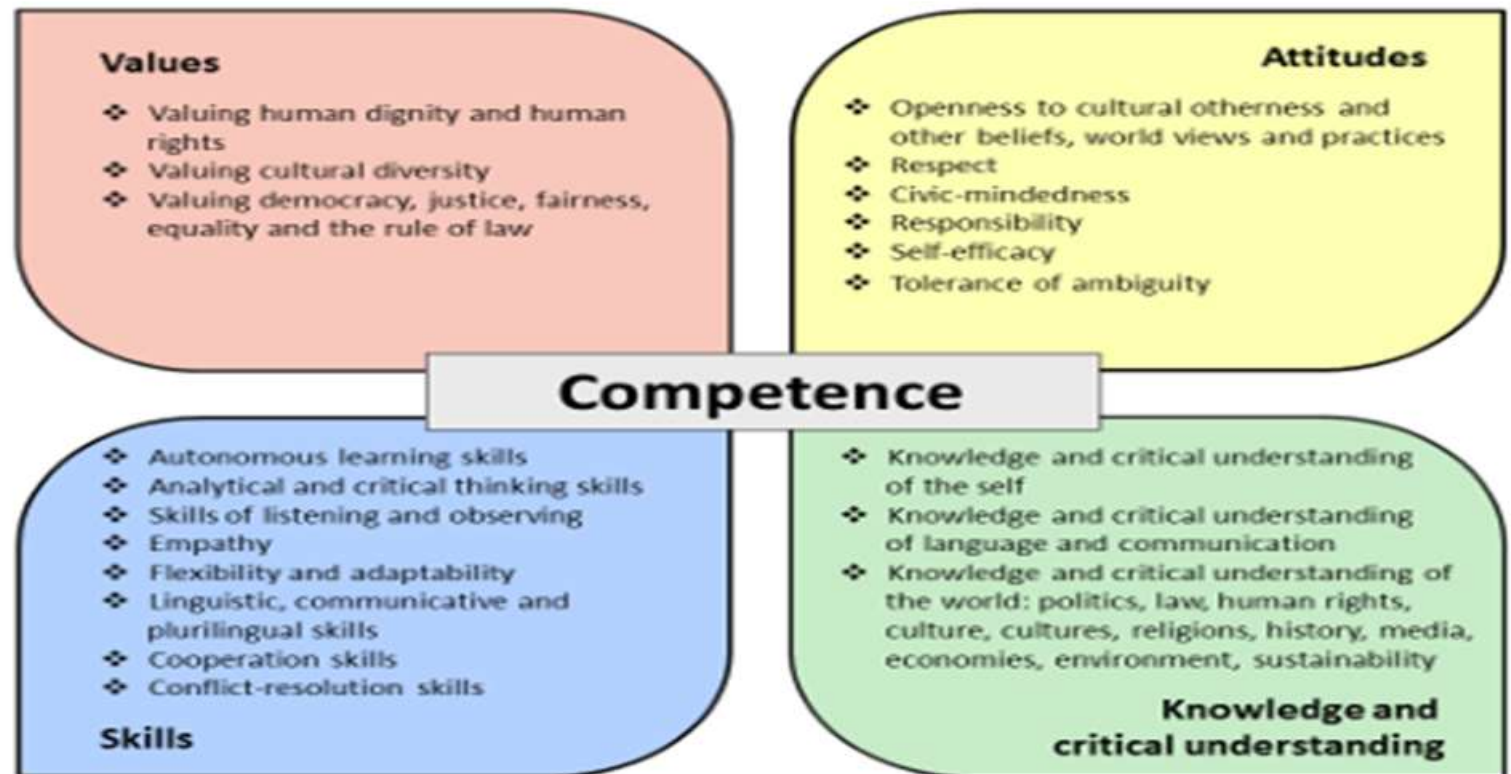 Values
❖ Valuing human dignity and human
rights
❖ Valuing cultural diversity
❖ Valuing democracy, justice, fairness,
equality and the rule of law
Attitudes
❖ Openness to cultural otherness and
other beliefs, world views and practices
❖ Respect
❖ Civic-mindedness
❖ Responsibility
❖ Self-efficacy
❖ Tolerance of ambiguity
Competence
❖ Autonomous learning skills
❖ Analytical and critical thinking skills
❖ Skills of listening and observing
❖ Empathy
❖ Flexibility and adaptability
❖ Linguistic, communicative and
plurilingual skills
❖ Cooperation skills
❖ Conflict-resolution skills
Skills
❖ Knowledge and critical understanding
of the self
❖ Knowledge and critical understanding
of language and communication
❖ Knowledge and critical understanding of
the world: politics, law, human rights,
culture, cultures, religions, history, media,
economies, environment, sustainability
Knowledge and
critical understanding